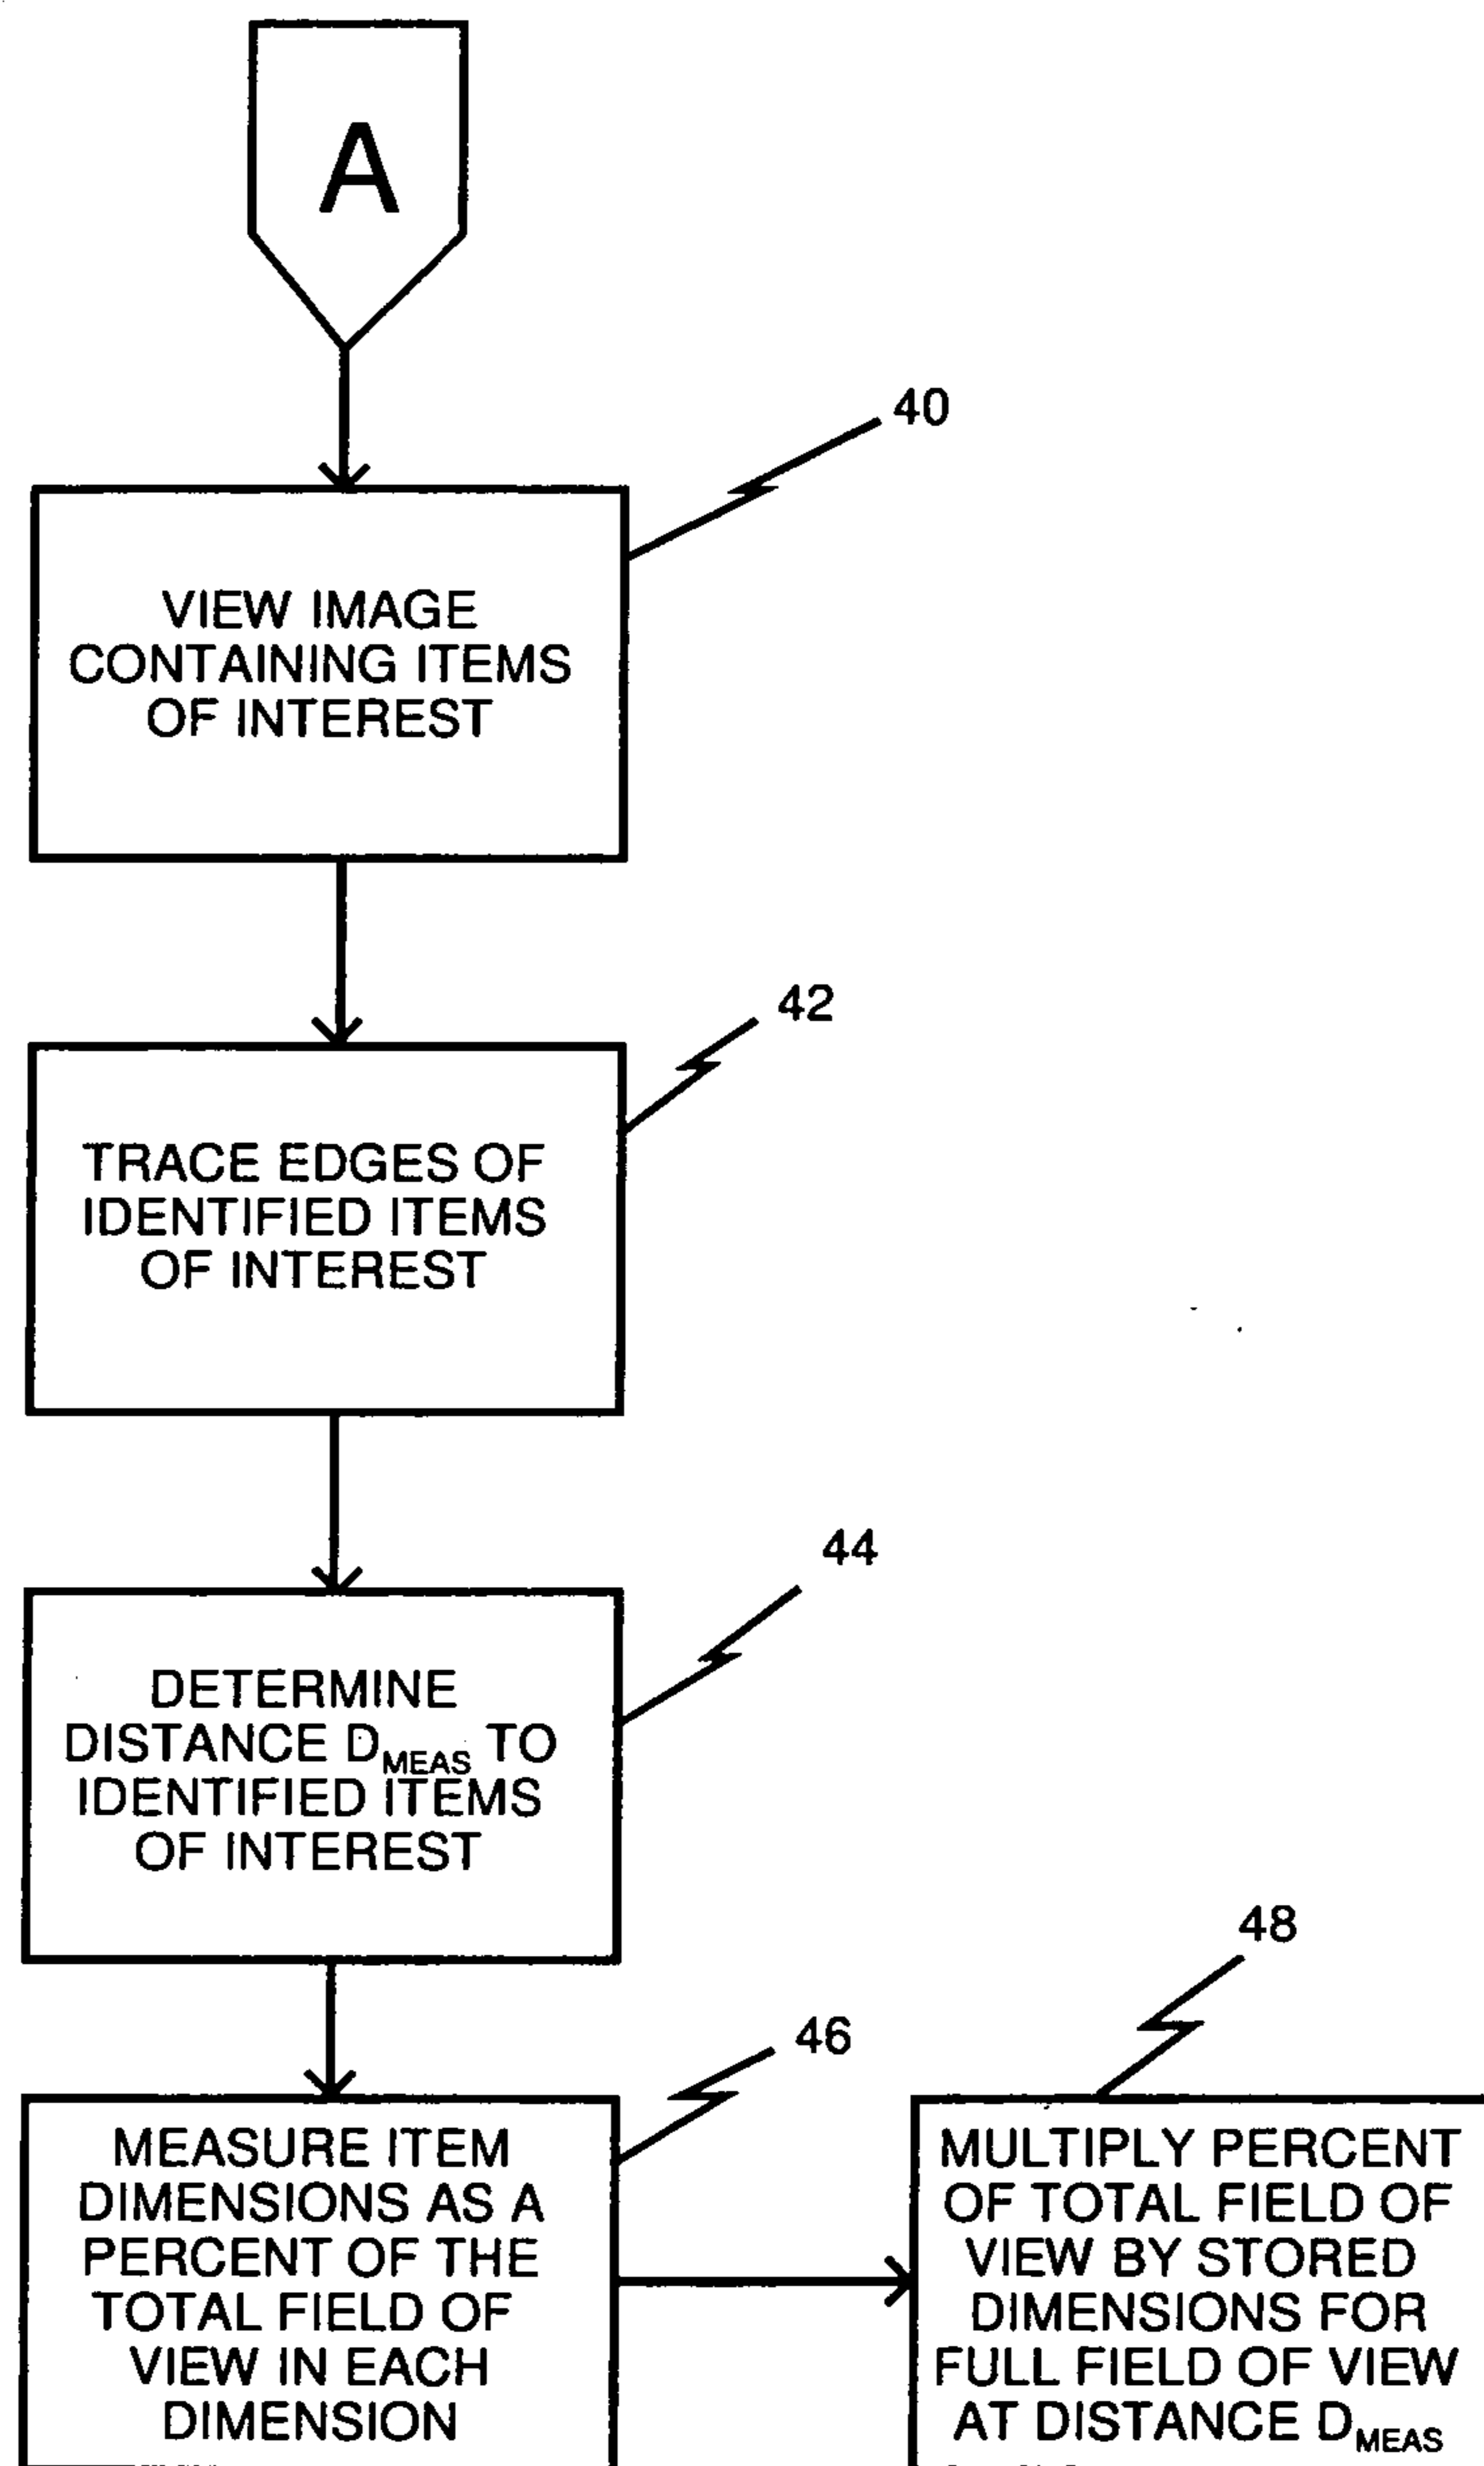 A
40
VIEW IMAGE
CONTAINING ITEMS
OF INTEREST
42
TRACE EDGES OF
IDENTIFIED ITEMS
OF INTEREST
44
DETERMINE
DISTANCE DMEAS TO
IDENTIFIED ITEMS
OF INTEREST
46
MEASURE ITEM
DIMENSIONS AS A
PERCENT OF THE
TOTAL FIELD OF
VIEW IN EACH
DIMENSION
48
MULTIPLY PERCENT
OF TOTAL FIELD OF
VIEW BY STORED
DIMENSIONS FOR
FULL FIELD OF VIEW
AT DISTANCE DMEAS